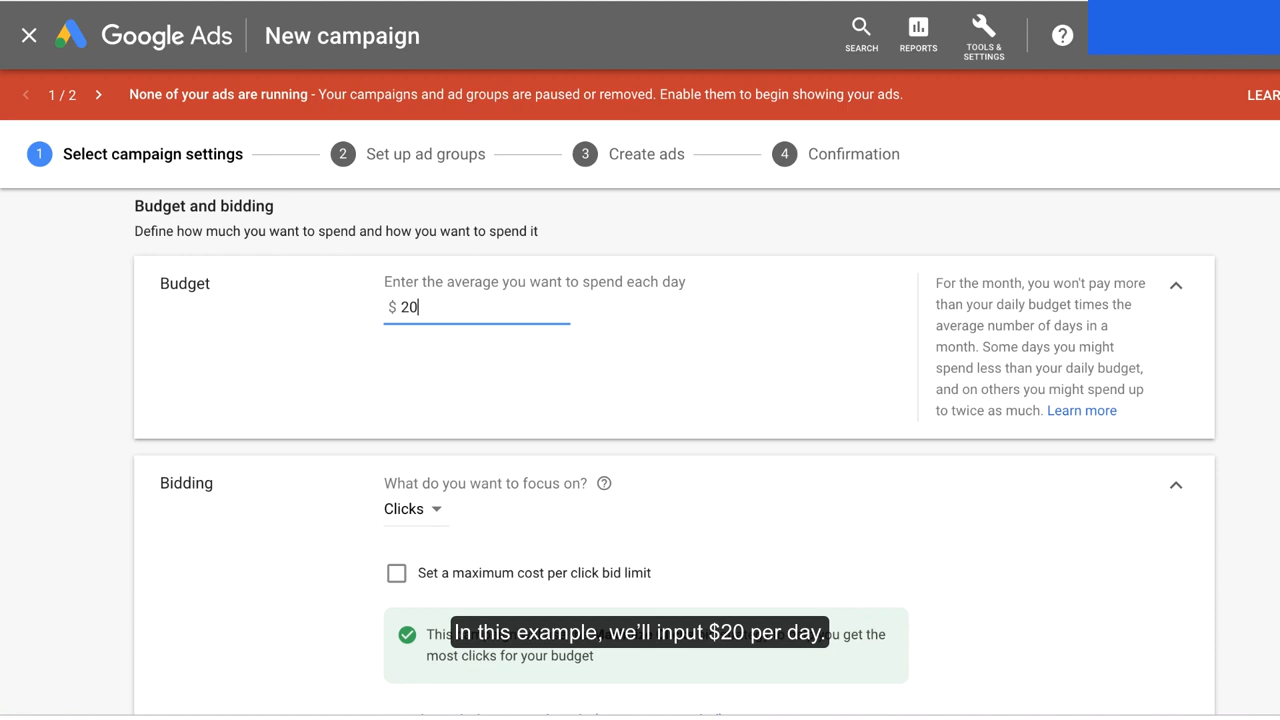 Google Ads
New campaign
SEARCH
REPORTS
TOOLS &
SETTINGS
1 / 2
None of your ads are running - Your campaigns and ad groups are paused or removed. Enable them to begin showing your ads.
LEAR
1 Select campaign settings
2 Set up ad groups
3 Create ads
4 Confirmation
Budget and bidding
Define how much you want to spend and how you want to spend it
Budget
Enter the average you want to spend each day
$ 20
For the month, you won't pay more
than your daily budget times the
average number of days in a
month. Some days you might
spend less than your daily budget,
and on others you might spend up
to twice as much. Learn more
Bidding
What do you want to focus on?
Clicks
Set a maximum cost per click bid limit
This
In this example, we'll input $20 per day.
get the
most clicks for your budget